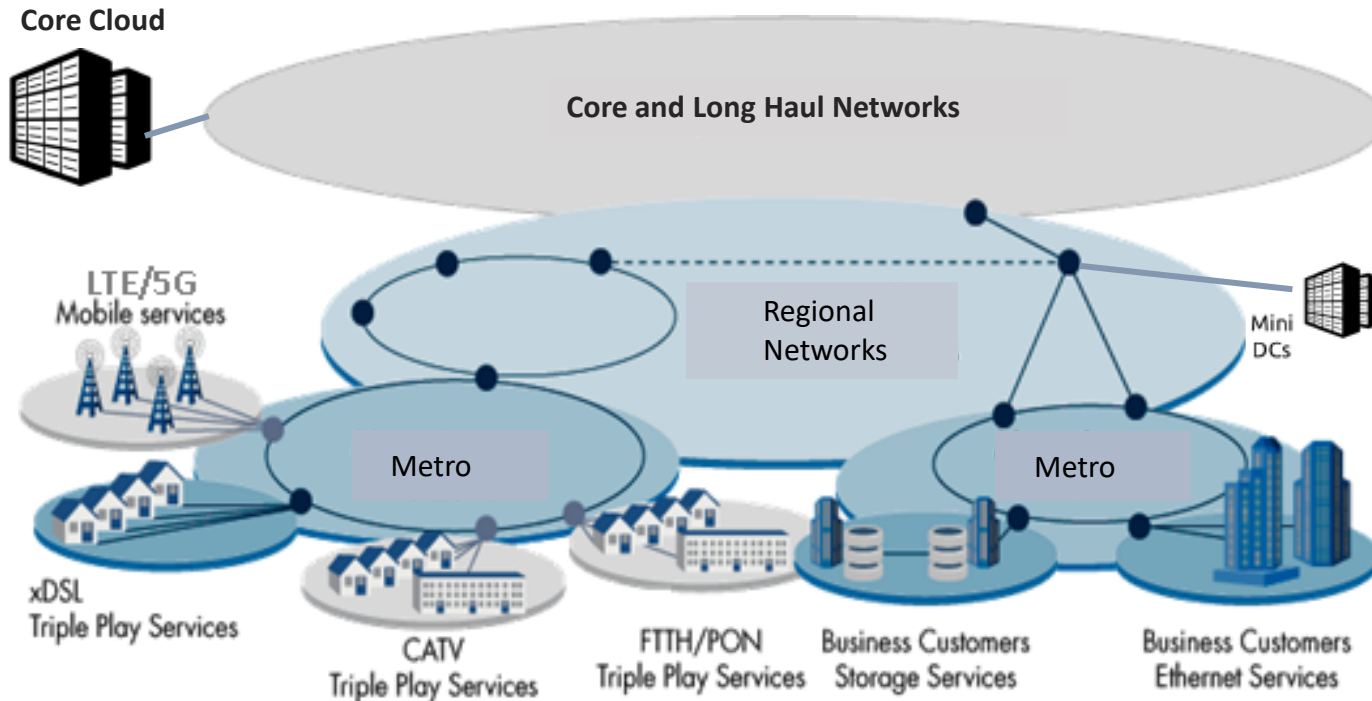 Core Cloud
Core and Long Haul Networks
LTE/5G
Mobile services
Regional
Networks
Mini
DCs
Metro
Metro
xDSL
Triple Play Services
CATV
Triple Play Services
FTTH/PON
Triple Play Services
Business Customers
Storage Services
Business Customers
Ethernet Services